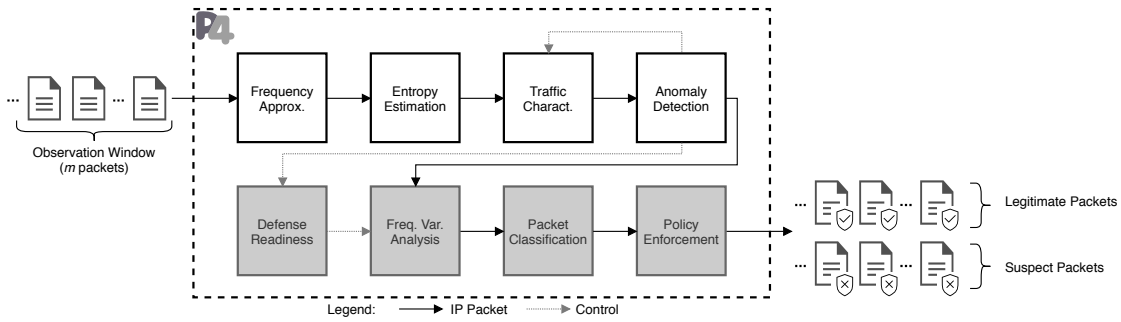 P4
Frequency
Approx.
Entropy
Estimation
Traffic
Charact.
Anomaly
Detection
...
...
Observation Window
(m packets)
Defense
Readiness
Freq. Var.
Analysis
Packet
Classification
Policy
Enforcement
...
...
Legitimate Packets
...
...
Suspect Packets
Legend:
IP Packet
Control